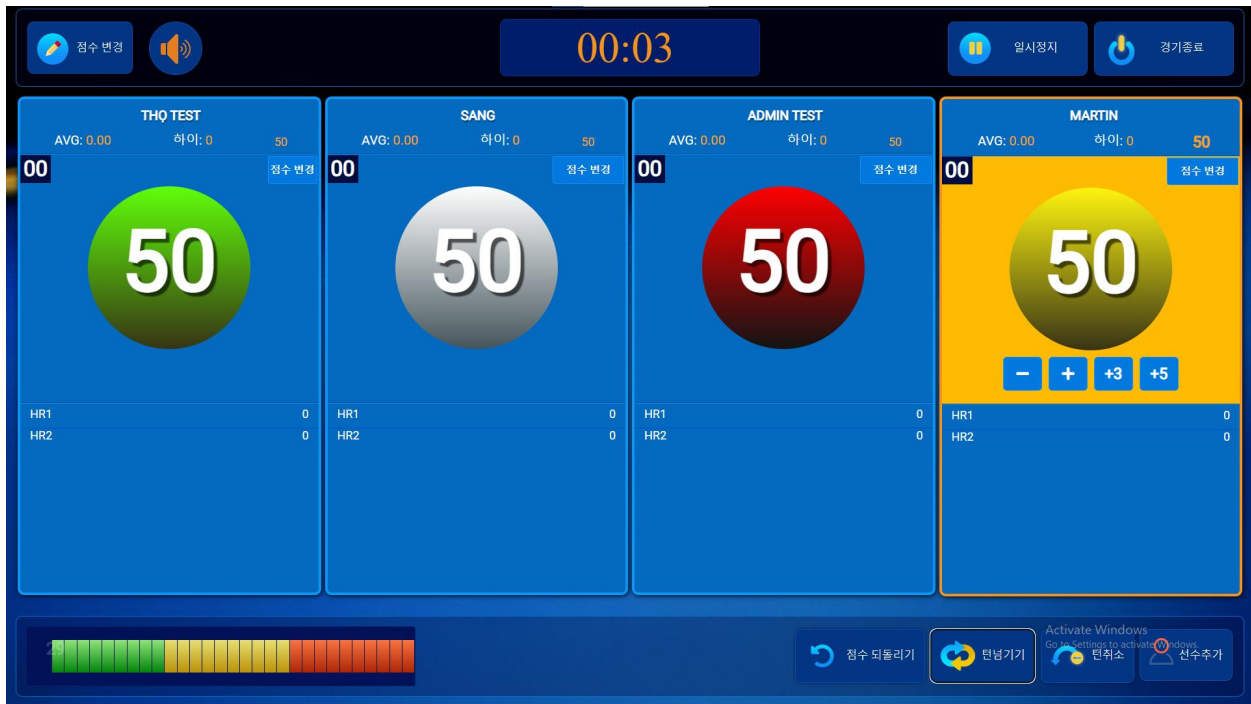 점수 변경
00:03
일시정지
경기종료
THỌ TEST
AVG: 0.00 하이: 0 50
00
점수 변경
50
HR1 0
HR2 0
SANG
AVG: 0.00 하이: 0 50
00
점수 변경
50
HR1 0
HR2 0
ADMIN TEST
AVG: 0.00 하이: 0 50
00
점수 변경
50
HR1 0
HR2 0
MARTIN
AVG: 0.00 하이: 0 50
00
점수 변경
50
− + +3 +5
HR1 0
HR2 0
점수 되돌리기
턴넘기기
턴취소
선수추가
Activate Windows
Go to Settings to activate Windows.